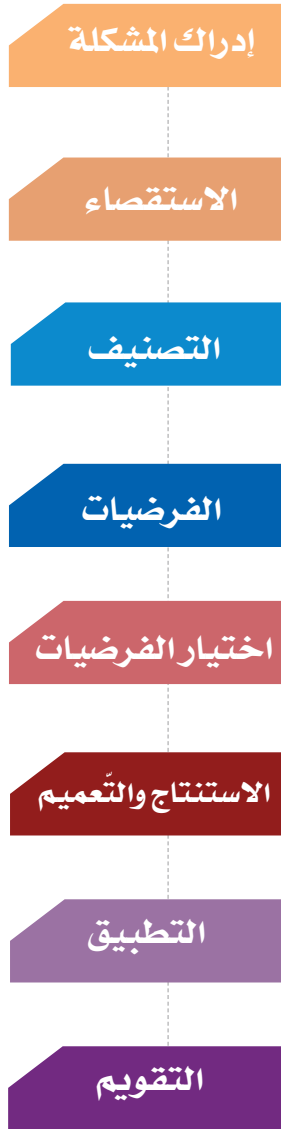 إدراك المشكلة
الاستقصاء
التصنيف
الفرضيات
اختيار الفرضيات
الاستنتاج والتّعميم
التطبيق
التقويم